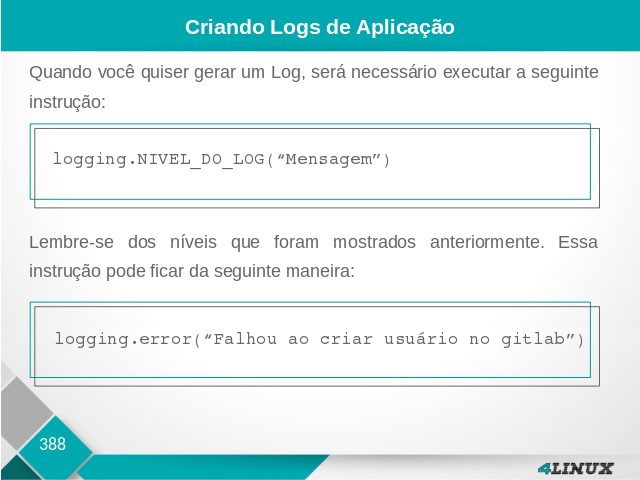 Criando Logs de Aplicação
Quando você quiser gerar um Log, será necessário executar a seguinte
instrução:
logging.NIVEL_DO_LOG(“Mensagem”)
Lembre-se dos níveis que foram mostrados anteriormente. Essa
instrução pode ficar da seguinte maneira:
logging.error(“Falhou ao criar usuário no gitlab”)
388
4LINUX